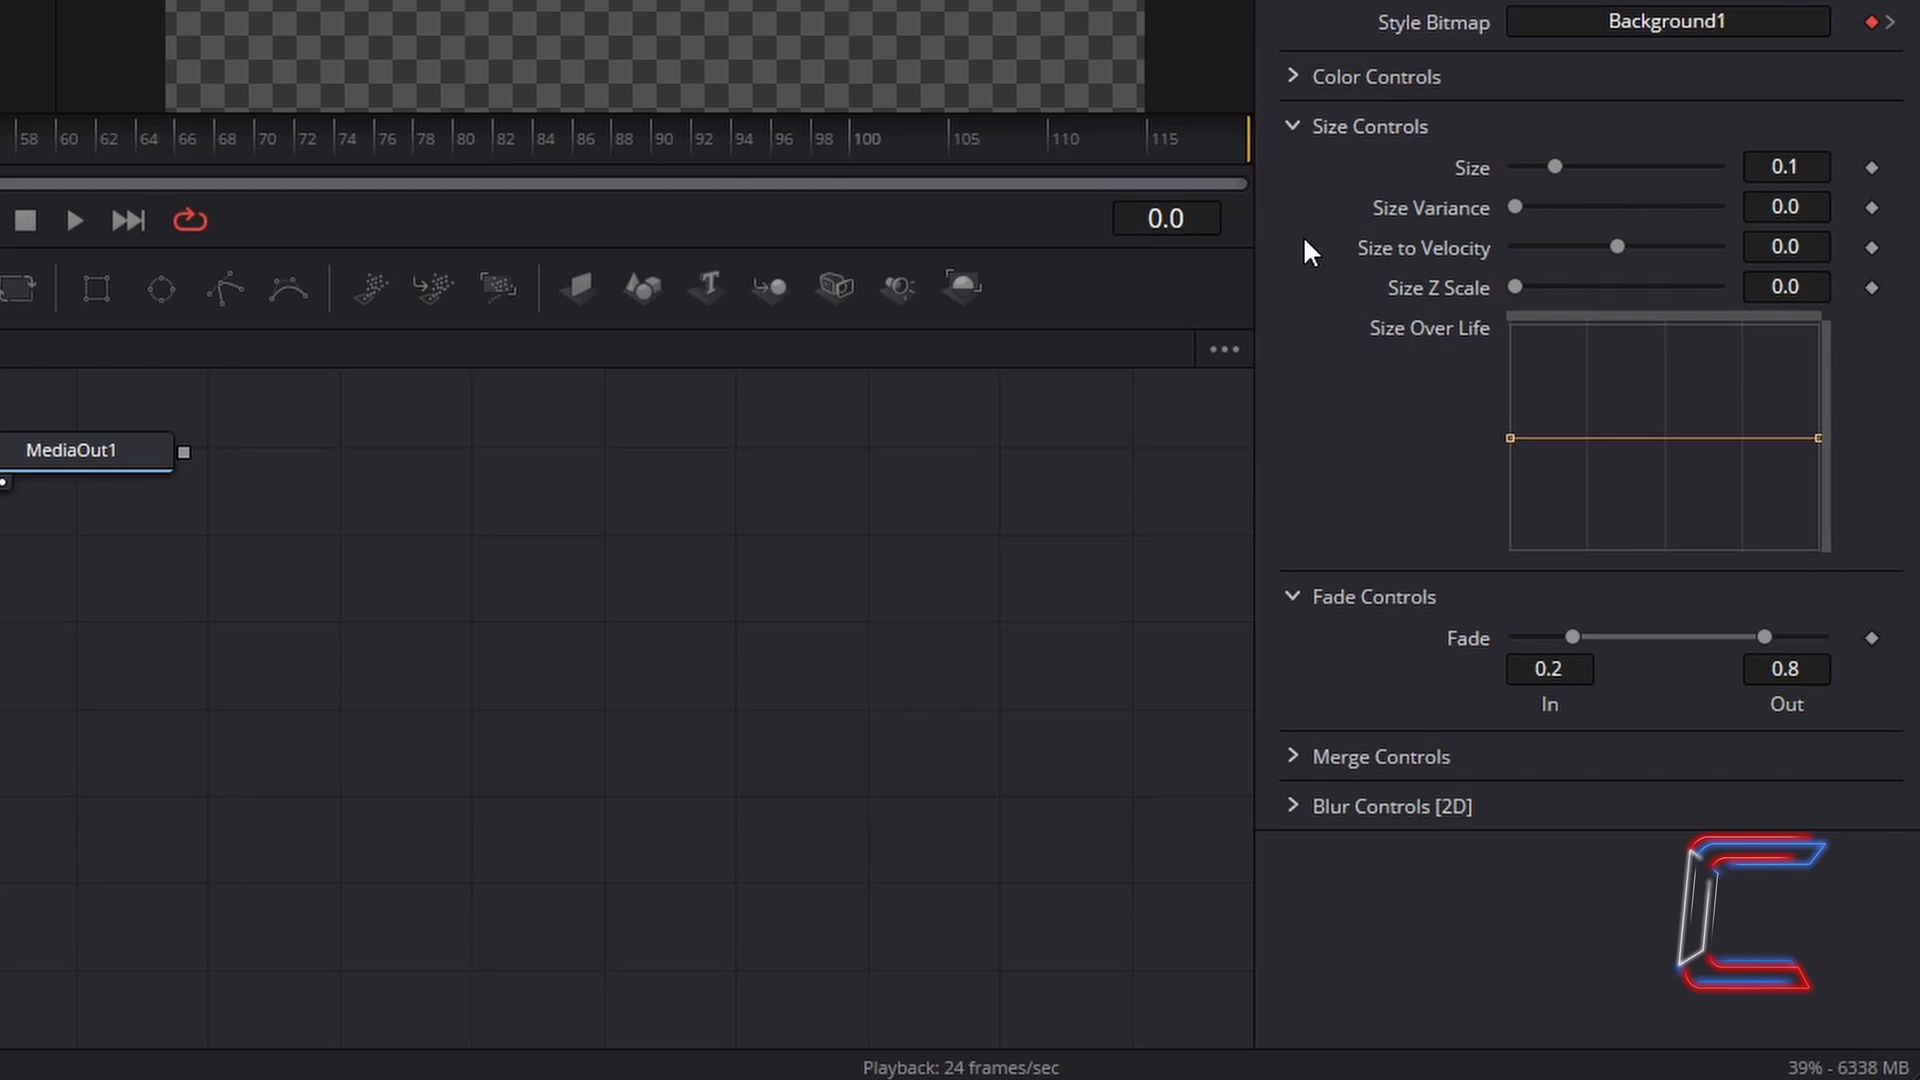 Style Bitmap Background1
Color Controls
58 60 62 64 66 68 70 72 74 76 78 80 82 84 86 88 90 92 94 96 98 100 105 110 115
Size Controls
Size 0.1
Size Variance 0.0
0.0
Size to Velocity 0.0
Size Z Scale 0.0
Size Over Life
MediaOut1
Fade Controls
Fade
0.2 0.8
In Out
Merge Controls
Blur Controls [2D]
Playback: 24 frames/sec
39% - 6338 MB